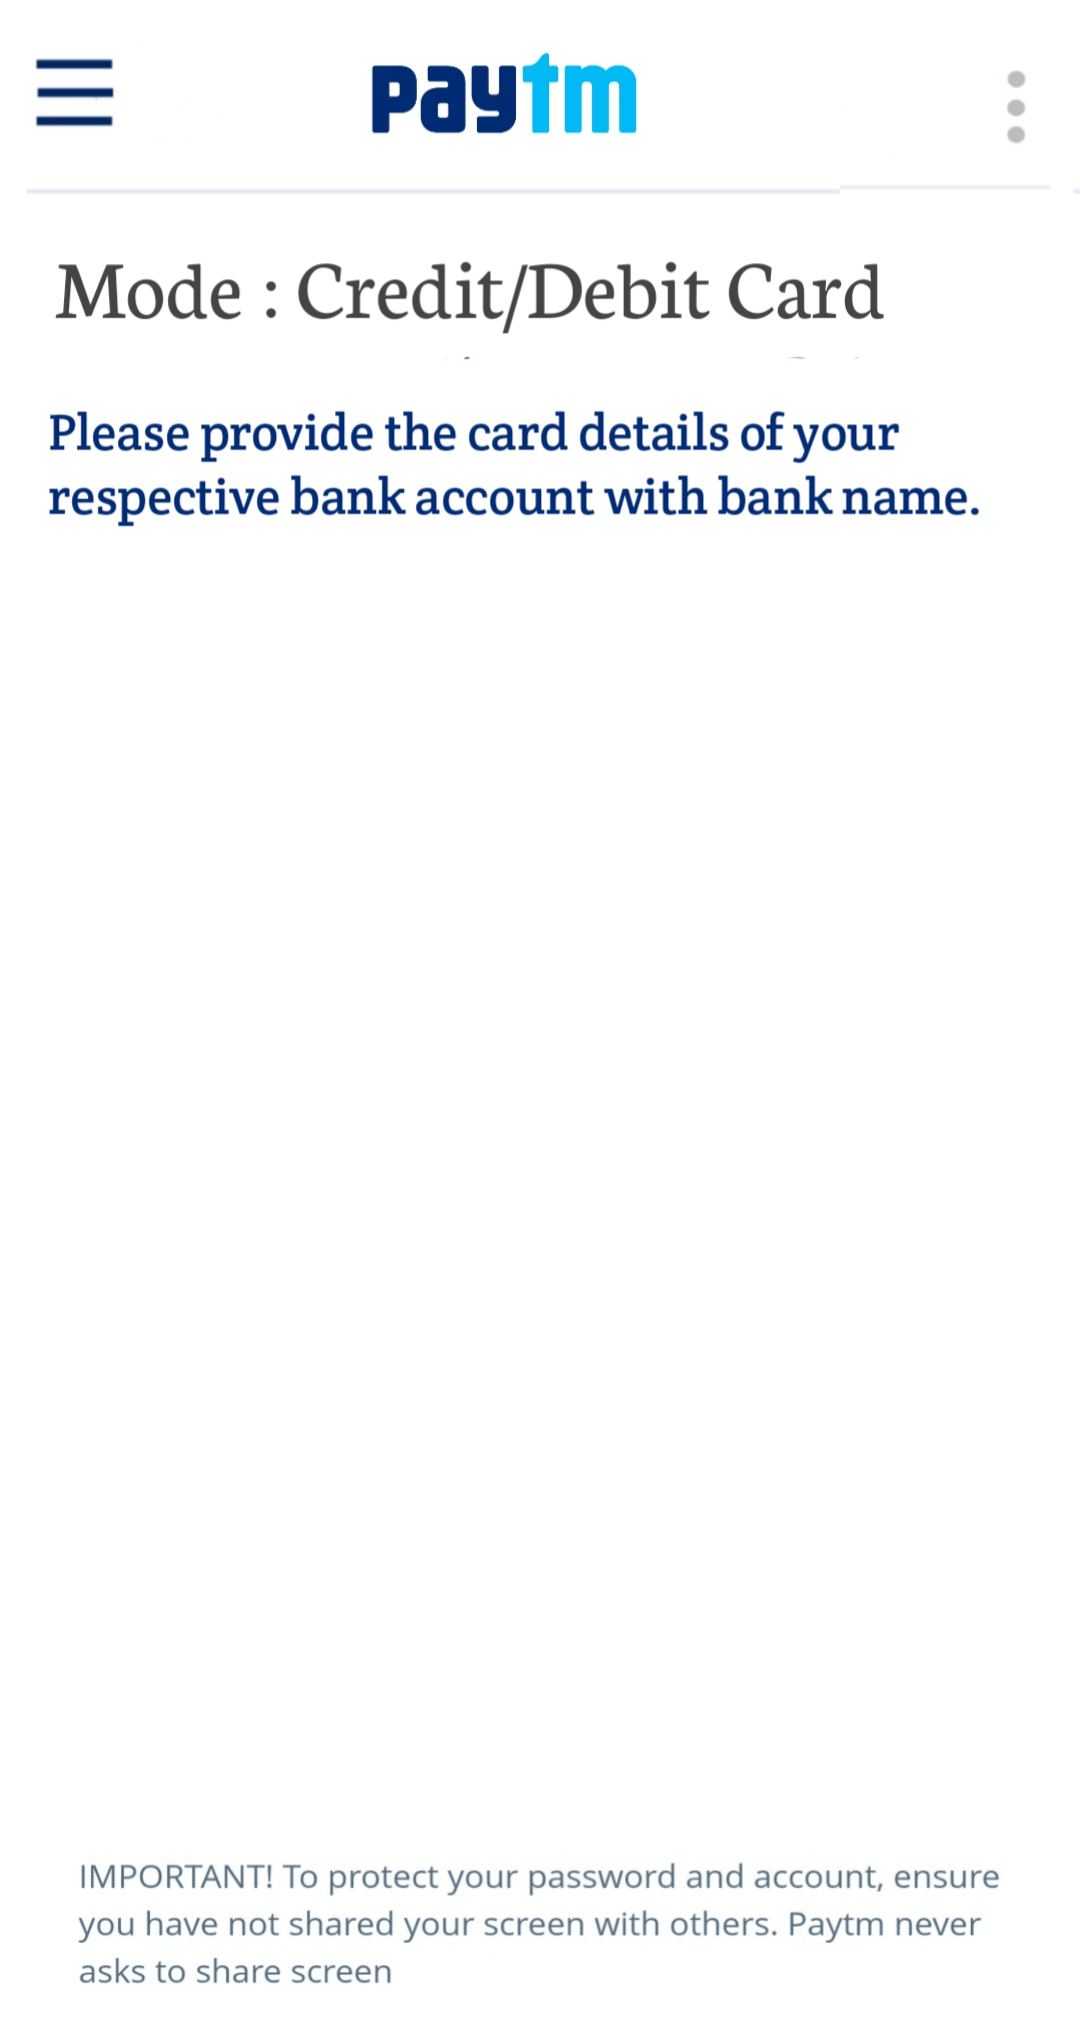 paytm
Mode : Credit/Debit Card
Please provide the card details of your
respective bank account with bank name.
IMPORTANT! To protect your password and account, ensure
you have not shared your screen with others. Paytm never
asks to share screen